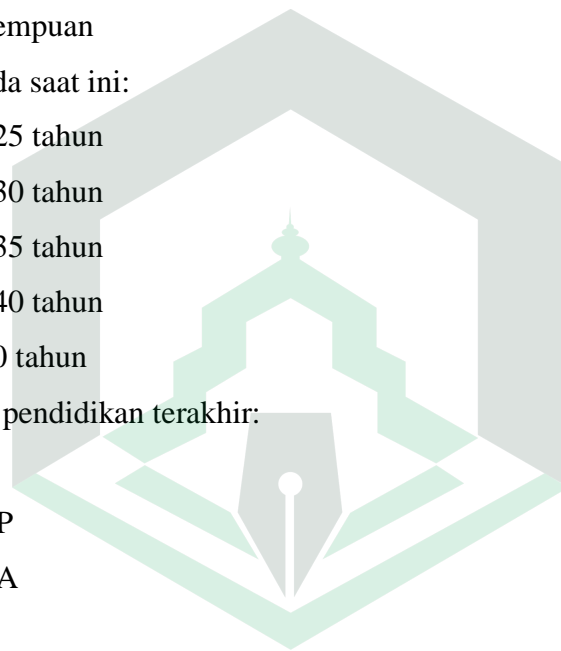 empuan
da saat ini:
25 tahun
30 tahun
35 tahun
40 tahun
0 tahun
pendidikan terakhir:
P
A